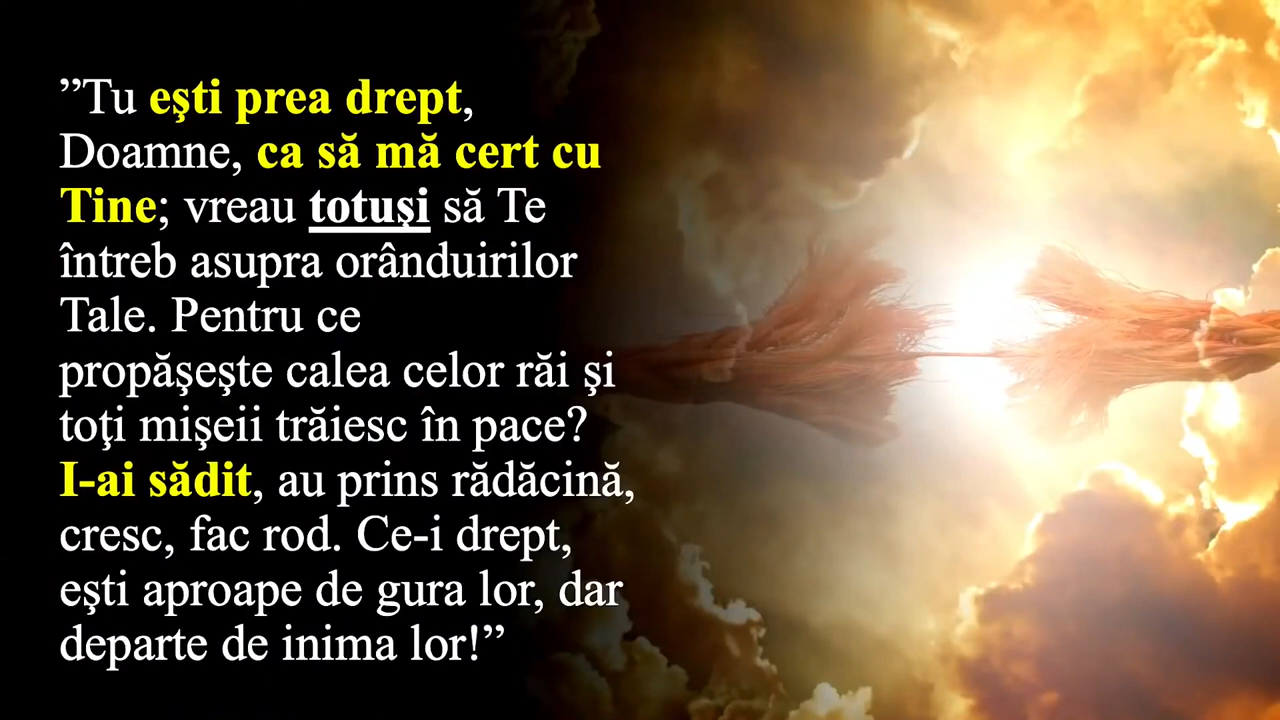 ”Tu eşti prea drept,
Doamne, ca să mă cert cu
Tine; vreau totuşi să Te
întreb asupra orânduirilor
Tale. Pentru ce
propăşeşte calea celor răi şi
toţi mişeii trăiesc în pace?
I-ai sădit, au prins rădăcină,
cresc, fac rod. Ce-i drept,
eşti aproape de gura lor, dar
departe de inima lor!”